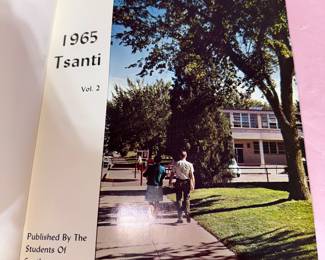 1965
Tsanti
Vol. 2
Published By The
Students Of